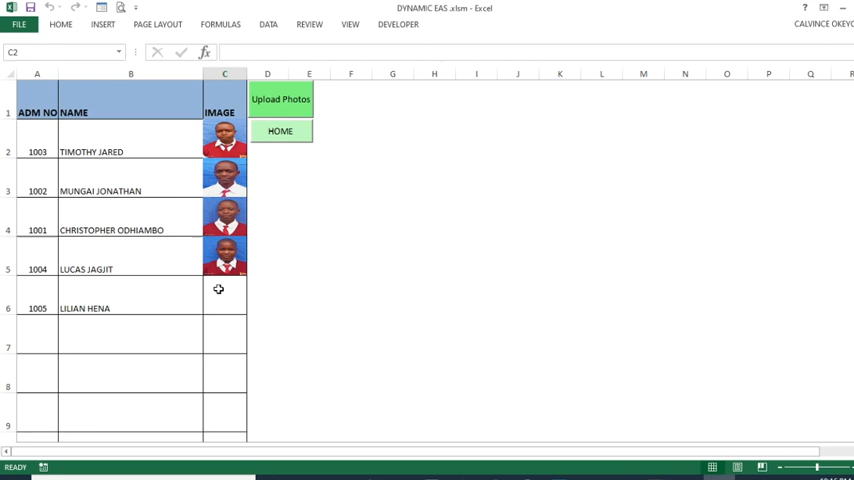 DYNAMIC EAS .xlsm - Excel
FILE HOME INSERT PAGE LAYOUT FORMULAS DATA REVIEW VIEW DEVELOPER CALVINCE OKEYO
C2 fx
A B C D E F G H I J K L M N O P Q R
1 ADM NO NAME IMAGE Upload Photos
HOME
2 1003 TIMOTHY JARED
3 1002 MUNGAI JONATHAN
4 1001 CHRISTOPHER ODHIAMBO
5 1004 LUCAS JAGJIT
6 1005 LILIAN HENA
7
8
9
READY